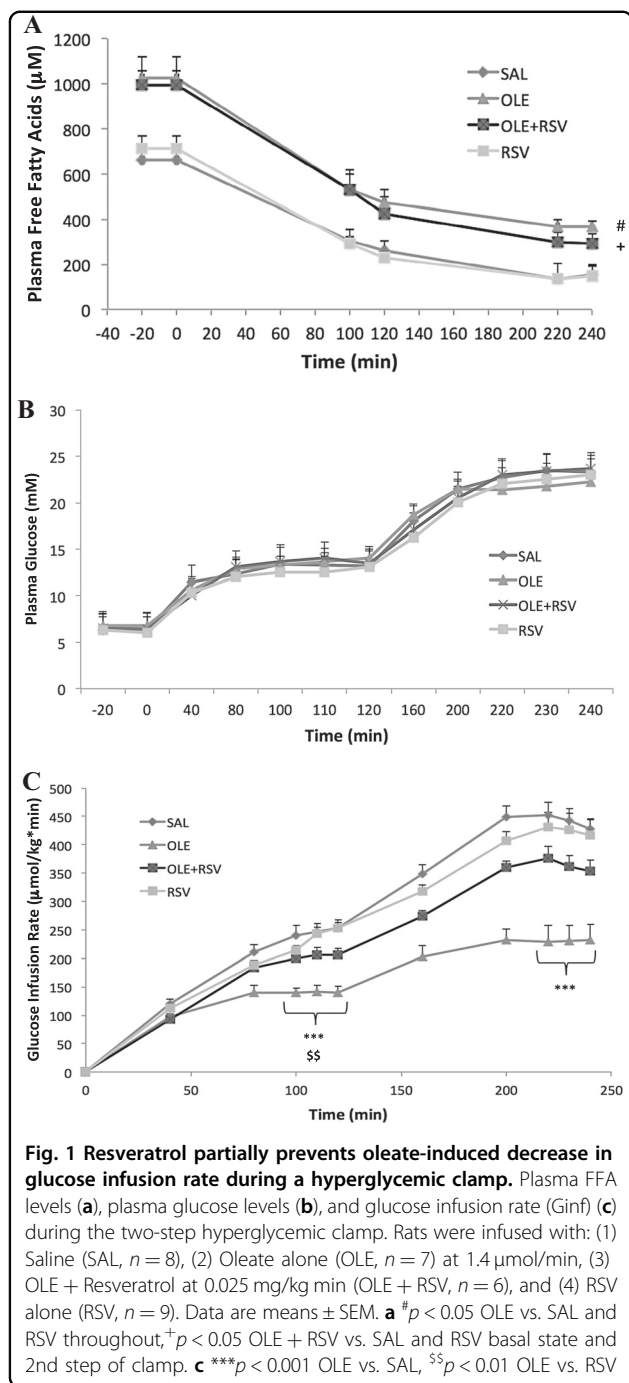 A
1200
1000
800
600
400
200
0
Plasma Free Fatty Acids (μM)
SAL
OLE
OLE+RSV
RSV
#
+
-40 -20 0 20 40 60 80 100 120 140 160 180 200 220 240
Time (min)
B
30
25
20
15
10
5
0
Plasma Glucose (mM)
SAL
OLE
OLE+RSV
RSV
-20 0 40 80 100 110 120 160 200 220 230 240
Time (min)
C
500
450
400
350
300
250
200
150
100
50
0
Glucose Infusion Rate (μmol/kg*min)
SAL
OLE
OLE+RSV
RSV
***
$$
***
0 50 100 150 200 250
Time (min)
Fig. 1 Resveratrol partially prevents oleate-induced decrease in
glucose infusion rate during a hyperglycemic clamp. Plasma FFA
levels (a), plasma glucose levels (b), and glucose infusion rate (Ginf) (c)
during the two-step hyperglycemic clamp. Rats were infused with: (1)
Saline (SAL, n = 8), (2) Oleate alone (OLE, n = 7) at 1.4 μmol/min, (3)
OLE + Resveratrol at 0.025 mg/kg min (OLE + RSV, n = 6), and (4) RSV
alone (RSV, n = 9). Data are means ± SEM. a #p < 0.05 OLE vs. SAL and
RSV throughout,+p < 0.05 OLE + RSV vs. SAL and RSV basal state and
2nd step of clamp. c ***p < 0.001 OLE vs. SAL, $$p < 0.01 OLE vs. RSV